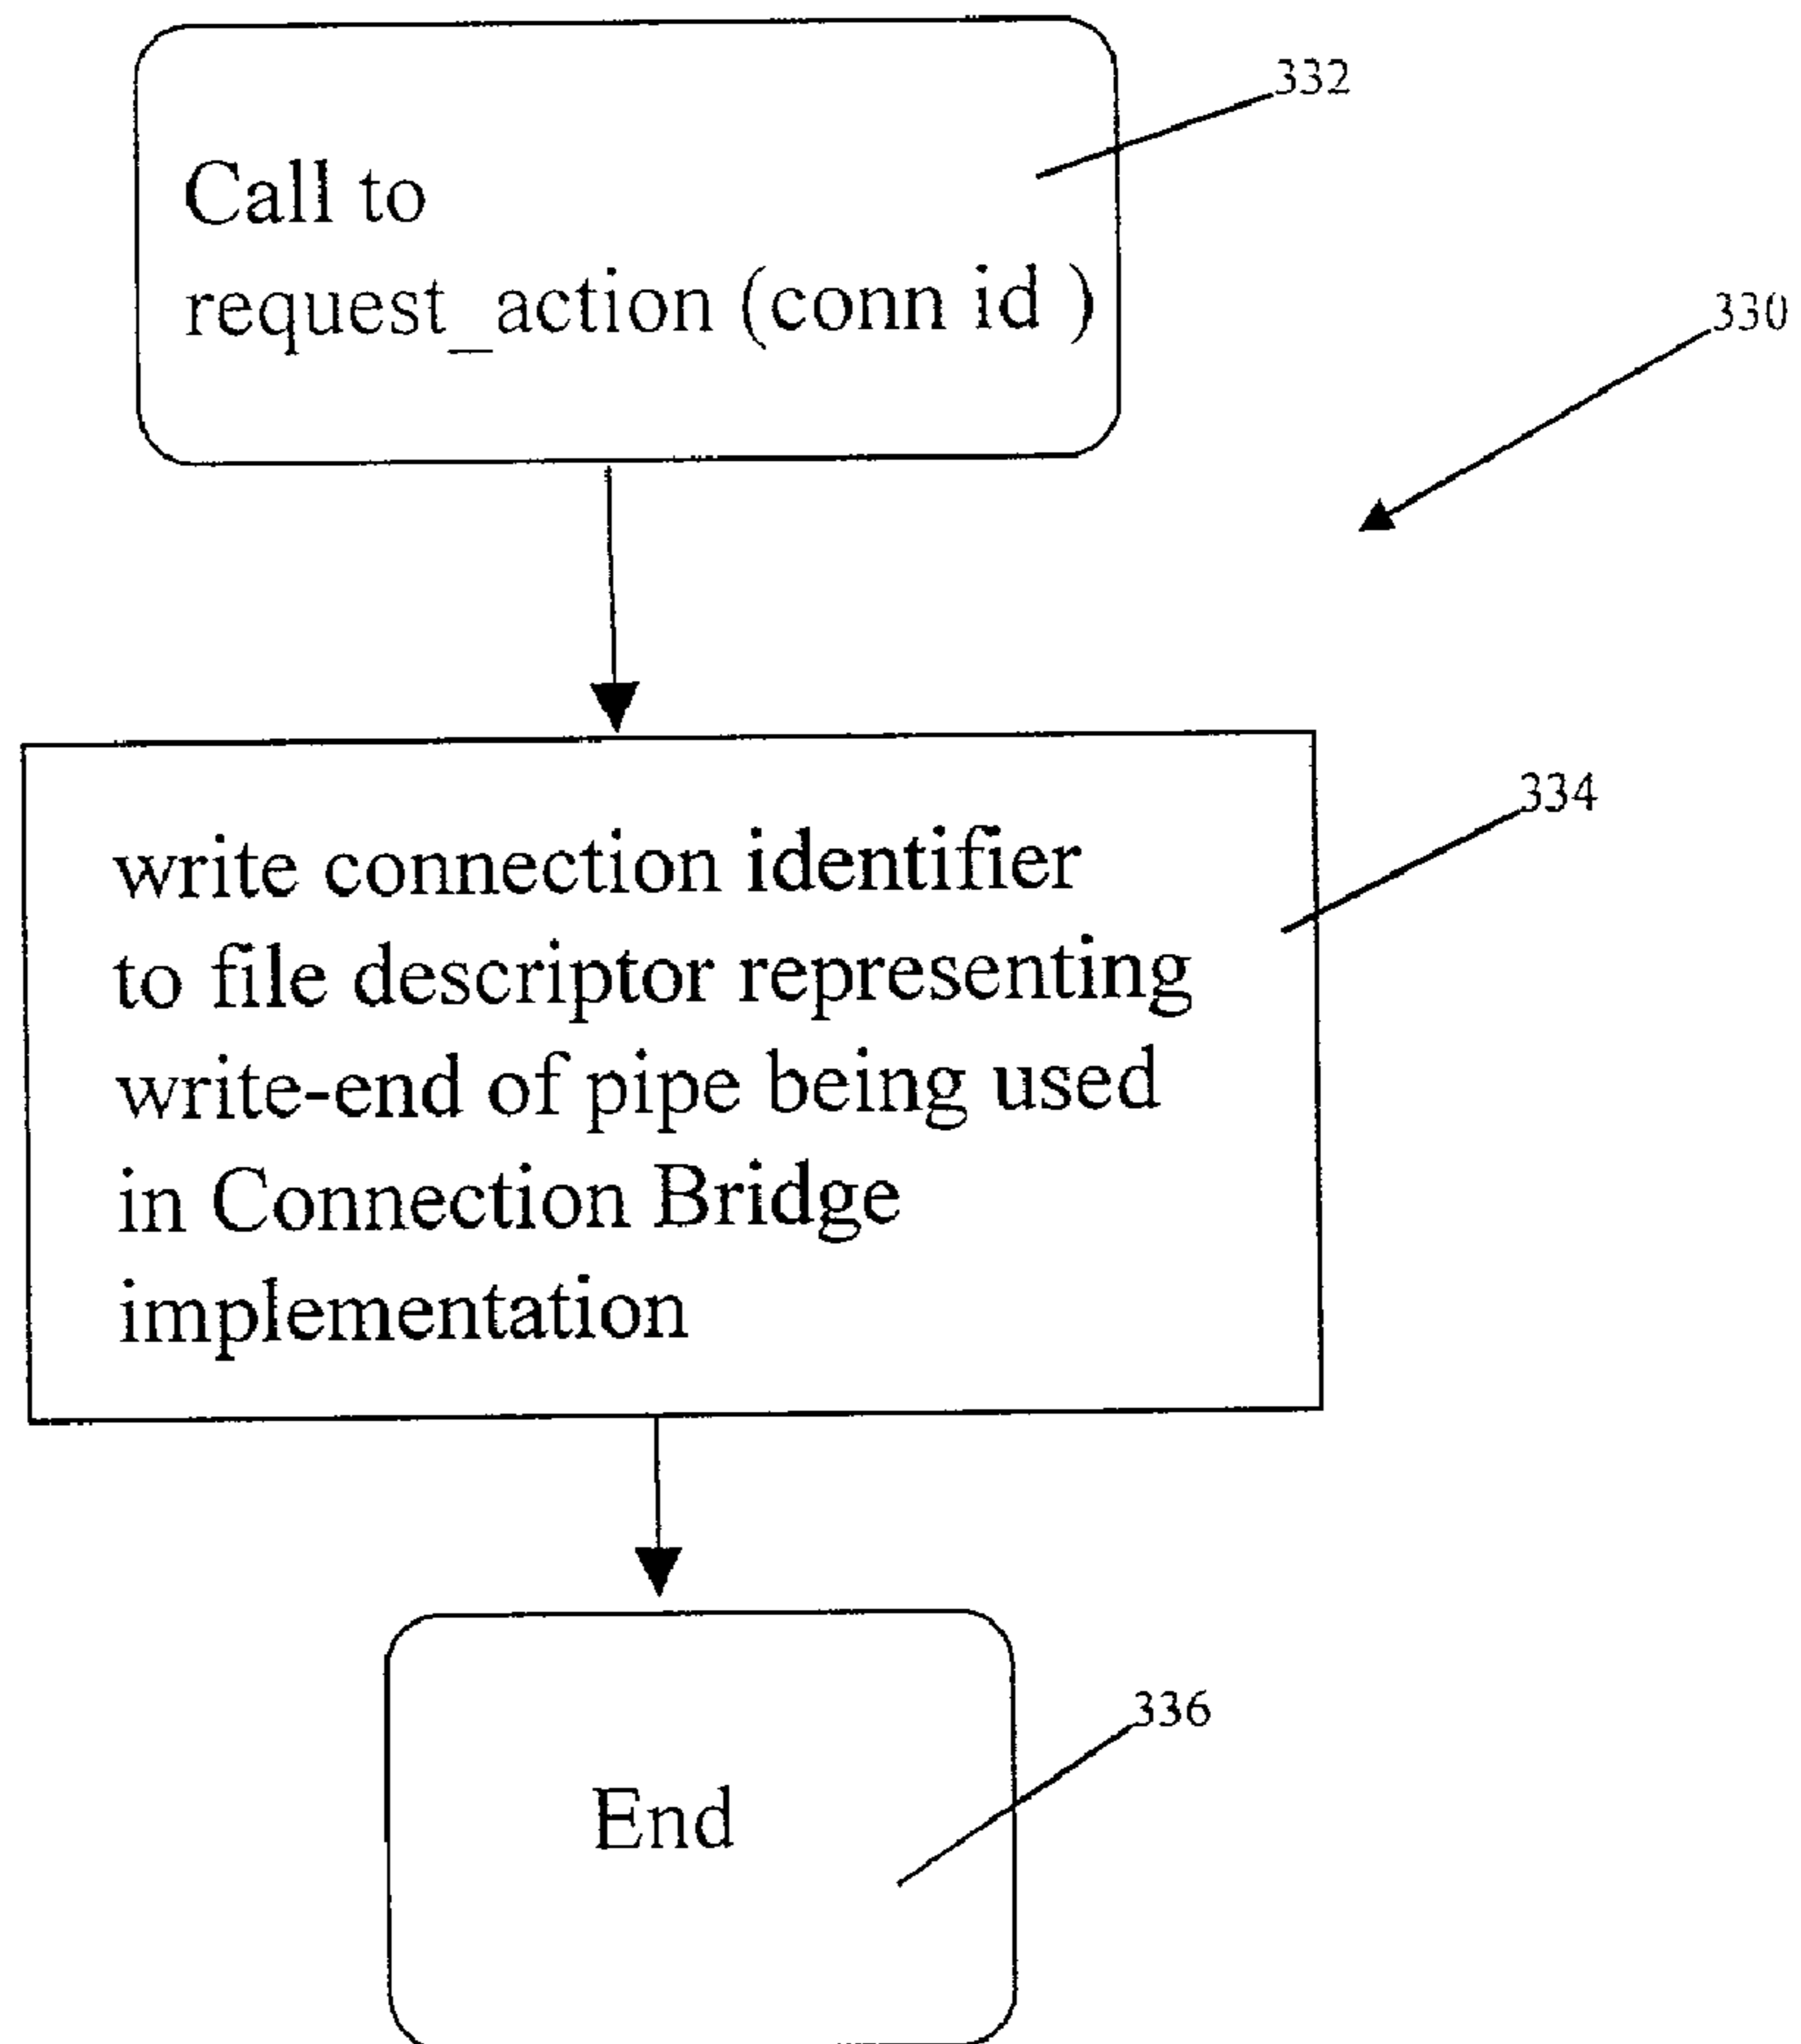 332
Call to
request_action (conn id )
330
334
write connection identifier
to file descriptor representing
write-end of pipe being used
in Connection Bridge
implementation
336
End